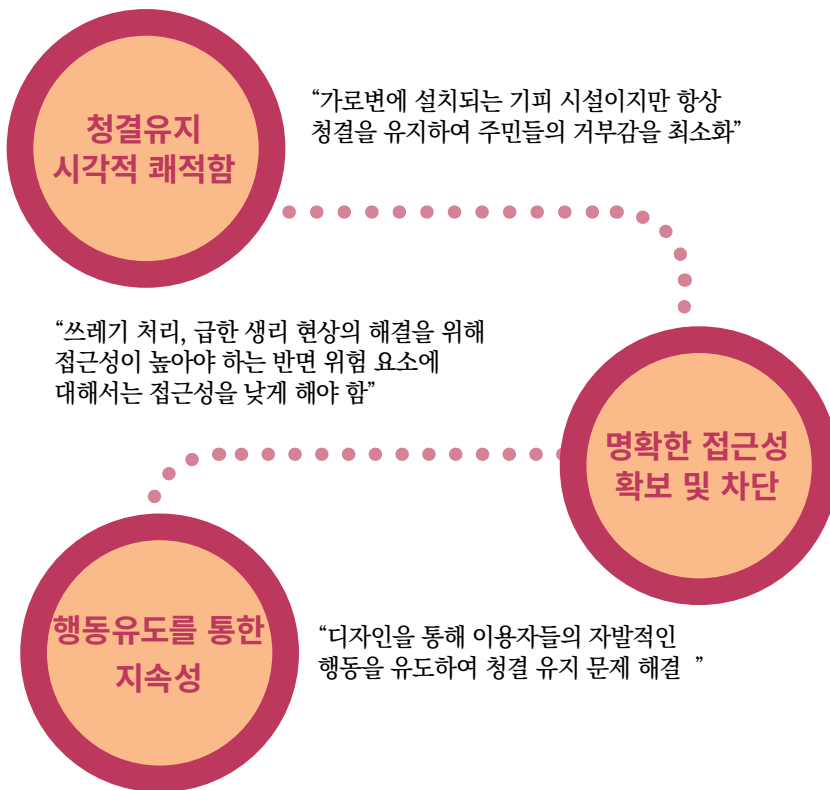 청결유지
시각적 쾌적함
“가로변에 설치되는 기피 시설이지만 항상
청결을 유지하여 주민들의 거부감을 최소화”
“쓰레기 처리, 급한 생리 현상의 해결을 위해
접근성이 높아야 하는 반면 위험 요소에
대해서는 접근성을 낮게 해야 함”
명확한 접근성
확보 및 차단
행동유도를 통한
지속성
“디자인을 통해 이용자들의 자발적인
행동을 유도하여 청결 유지 문제 해결 ”